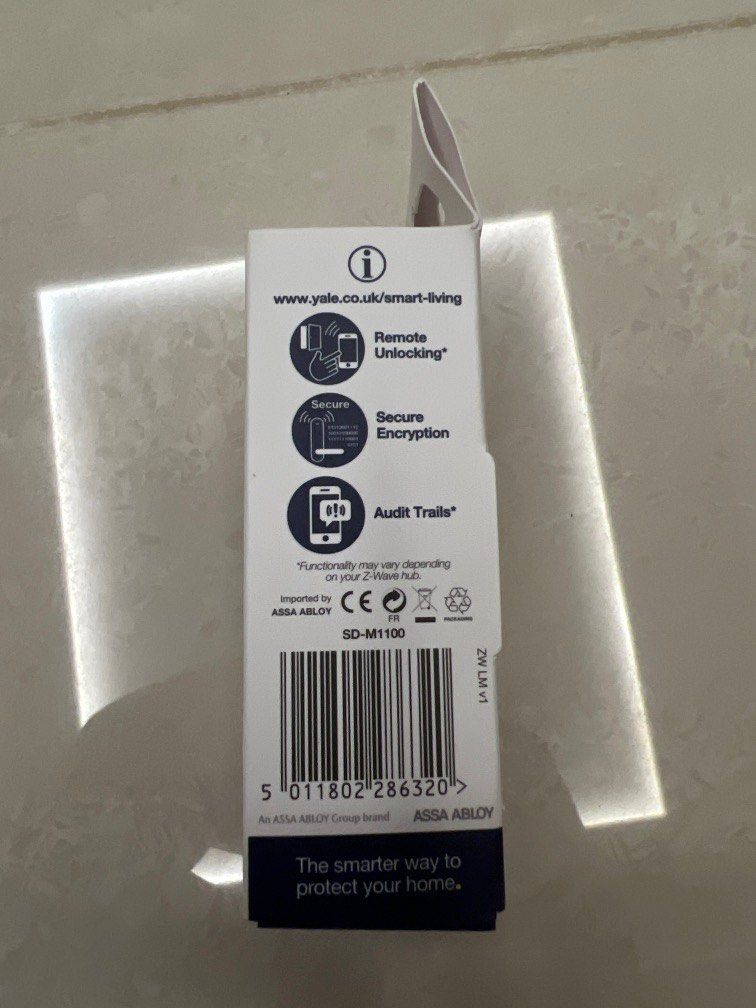 i
www.yale.co.uk/smart-living
Remote
Unlocking*
Secure
Secure
Encryption
Audit Trails*
*Functionality may vary depending
on your Z-Wave hub.
Imported by
ASSA ABLOY
CE
FR
PACKAGING
SD-M1100
ZW LM v1
5 011802 286320 >
An ASSA ABLOY Group brand
ASSA ABLOY
The smarter way to
protect your home.